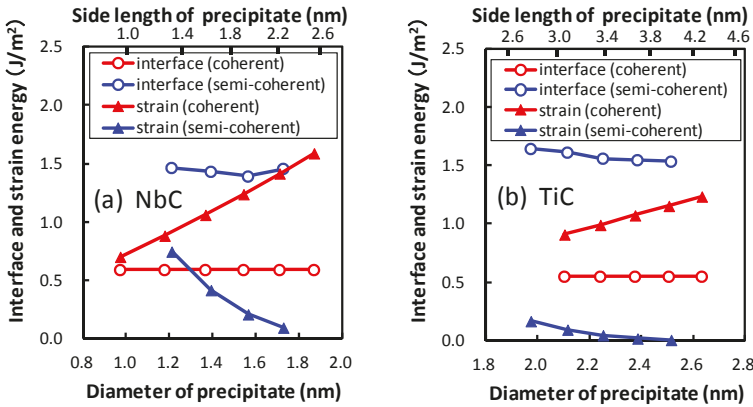 Side length of precipitate (nm)
1.0 1.3 1.6 1.9 2.2 2.6
Interface and strain energy (J/m²)
2.5
2.0
1.5
1.0
0.5
0.0
interface (coherent)
interface (semi-coherent)
strain (coherent)
strain (semi-coherent)
(a) NbC
0.8 1.0 1.2 1.4 1.6 1.8 2.0
Diameter of precipitate (nm)
Side length of precipitate (nm)
2.6 2.8 3.0 3.4 3.8 4.0 4.3
Interface and strain energy (J/m²)
2.5
2.0
1.5
1.0
0.5
0.0
interface (coherent)
interface (semi-coherent)
strain (coherent)
strain (semi-coherent)
(b) TiC
1.8 2.0 2.2 2.4 2.6 2.8
Diameter of precipitate (nm)